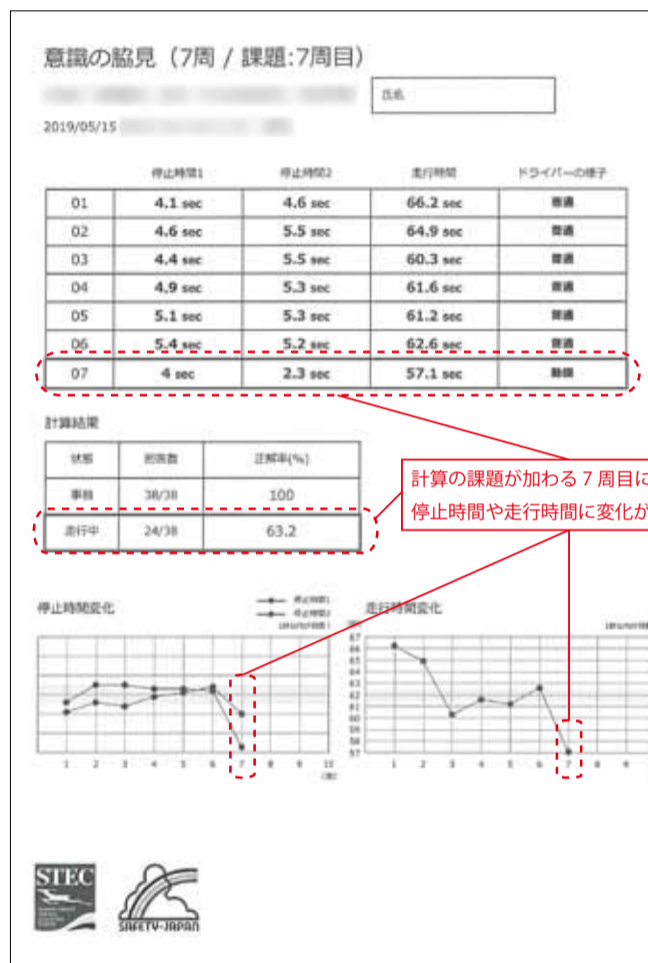 意識の脇見（7周 / 課題:7周目）
氏名
2019/05/15
停止時間1 停止時間2 走行時間 ドライバーの様子
01 4.1 sec 4.6 sec 66.2 sec 普通
02 4.6 sec 5.5 sec 64.9 sec 普通
03 4.4 sec 5.5 sec 60.3 sec 普通
04 4.9 sec 5.3 sec 61.6 sec 普通
05 5.1 sec 5.3 sec 61.2 sec 普通
06 5.4 sec 5.2 sec 62.6 sec 普通
07 4 sec 2.3 sec 57.1 sec
計算結果
状態 回答数 正解率(%)
事前 38/38 100
走行中 24/38 63.2
計算の課題が加わる７周目に
停止時間や走行時間に変化が
停止時間変化
停止時間1
停止時間2
走行時間変化
67
66
65
64
63
62
61
60
59
58
57
1 2 3 4 5 6 7 8 9 10
(周)
1 2 3 4 5 6 7 8 9
STEC
SAFETY-JAPAN